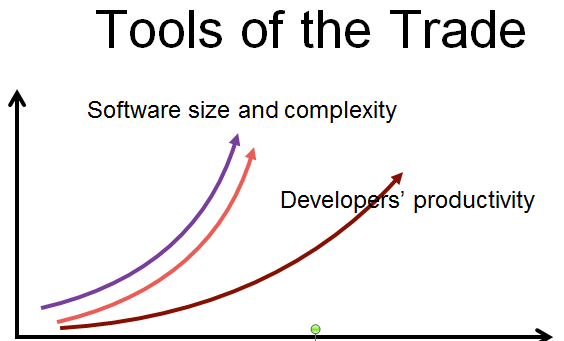 Tools of the Trade
Software size and complexity
Developers’ productivity